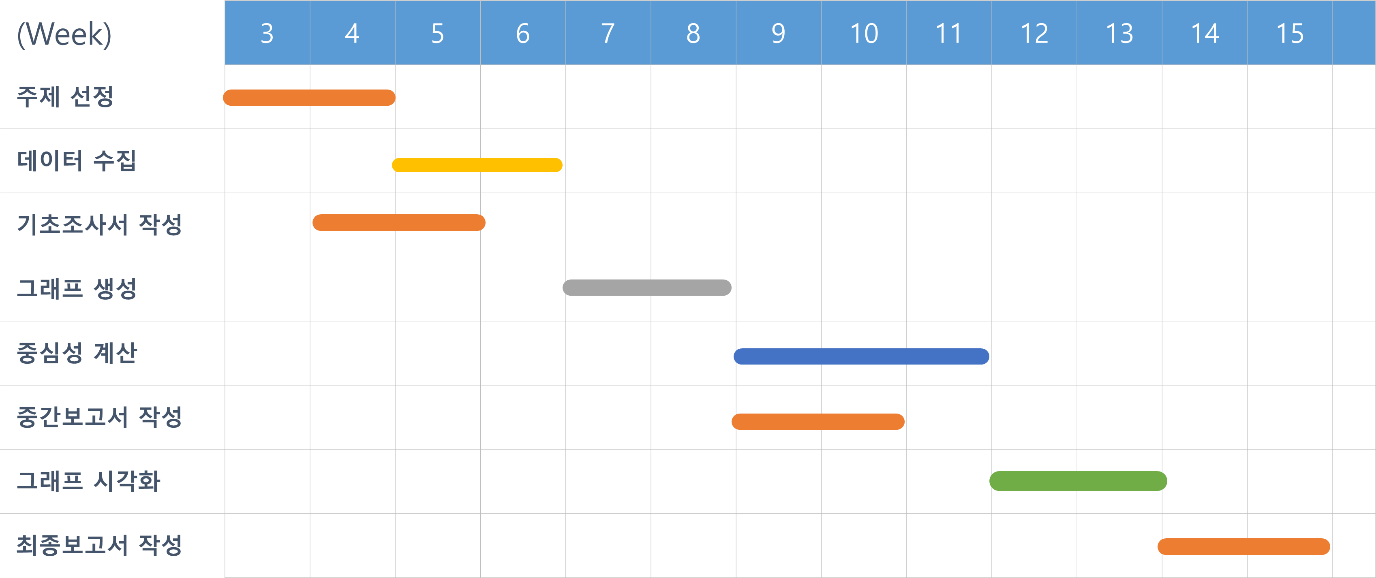 (Week) 3 4 5 6 7 8 9 10 11 12 13 14 15
주제 선정
데이터 수집
기초조사서 작성
그래프 생성
중심성 계산
중간보고서 작성
그래프 시각화
최종보고서 작성